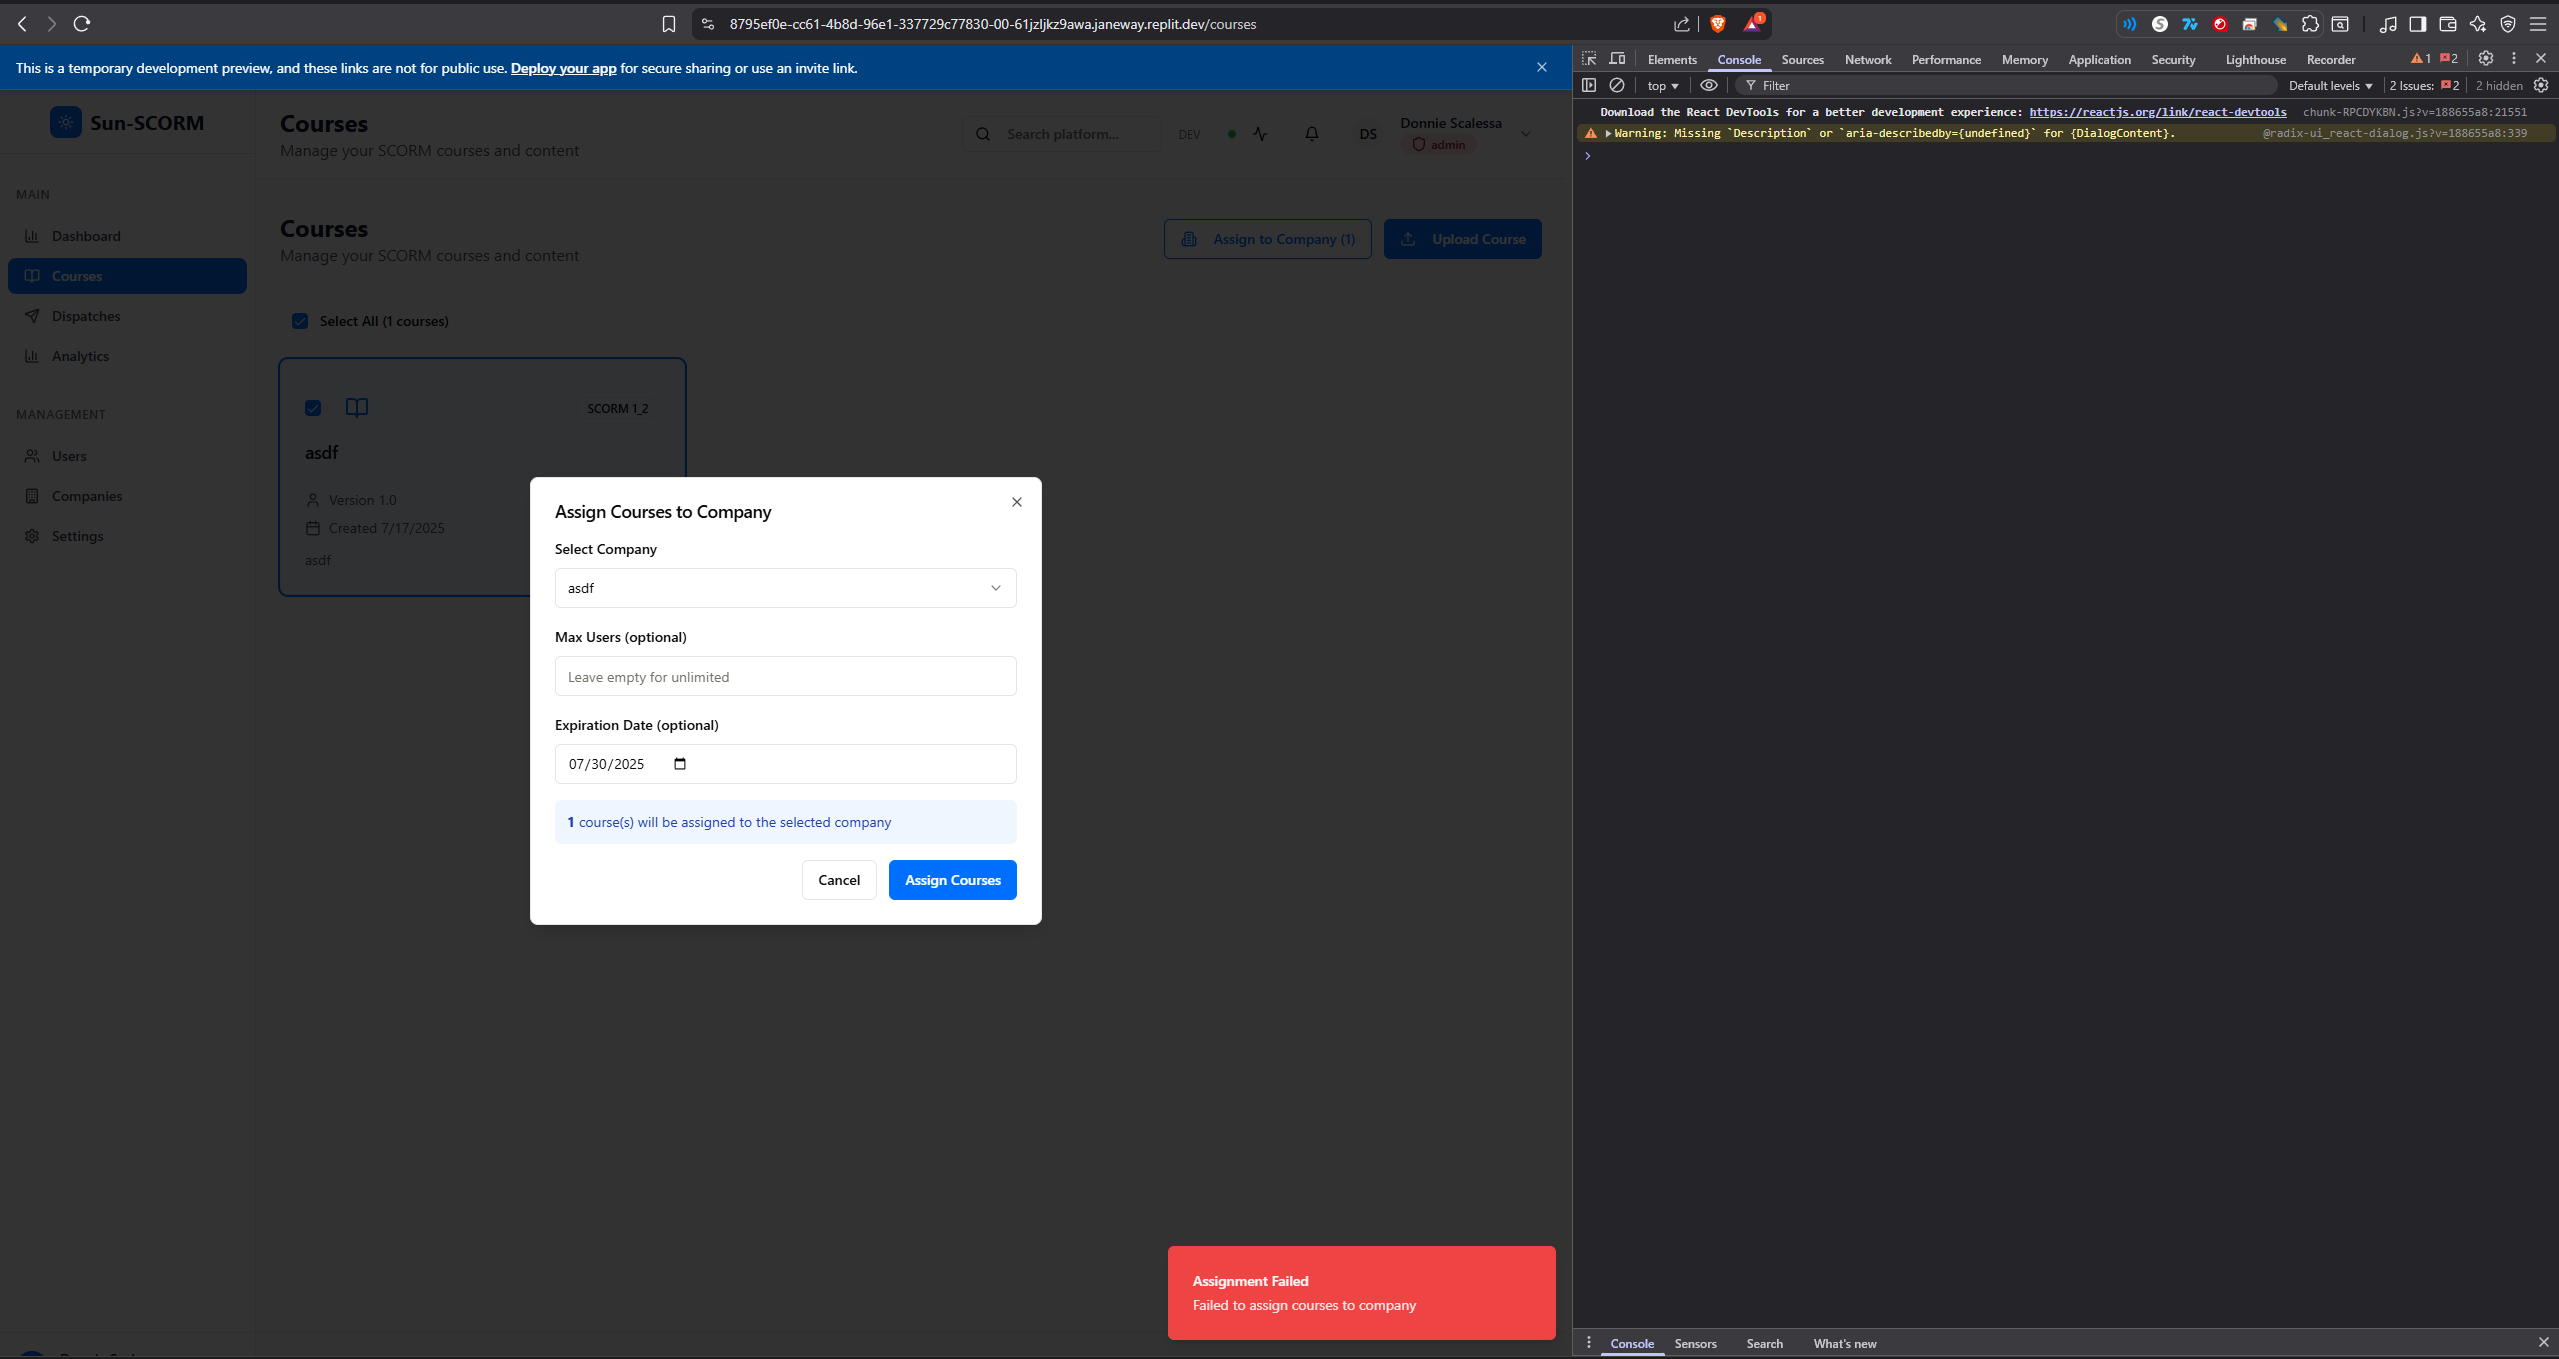 8795ef0e-cc61-4b8d-96e1-337729c77830-00-61jzljkz9awa.janeway.replit.dev/courses
1
This is a temporary development preview, and these links are not for public use. Deploy your app for secure sharing or use an invite link.
Sun-SCORM
Courses
Manage your SCORM courses and content
Search platform...
DEV
DS
Donnie Scalessa
admin
MAIN
Dashboard
Courses
Dispatches
Analytics
MANAGEMENT
Users
Companies
Settings
Courses
Manage your SCORM courses and content
Assign to Company (1)
Upload Course
Select All (1 courses)
SCORM 1_2
asdf
Version 1.0
Created 7/17/2025
asdf
Assign Courses to Company
Select Company
asdf
Max Users (optional)
Leave empty for unlimited
Expiration Date (optional)
07/30/2025
1 course(s) will be assigned to the selected company
Cancel
Assign Courses
Assignment Failed
Failed to assign courses to company
Elements Console Sources Network Performance Memory Application Security Lighthouse Recorder 1 2
top Filter Default levels 2 Issues: 2 2 hidden
Download the React DevTools for a better development experience: https://reactjs.org/link/react-devtools chunk-RPCDYKBN.js?v=188655a8:21551
Warning: Missing `Description` or `aria-describedby={undefined}` for {DialogContent}. @radix-ui_react-dialog.js?v=188655a8:339
Console Sensors Search What's new